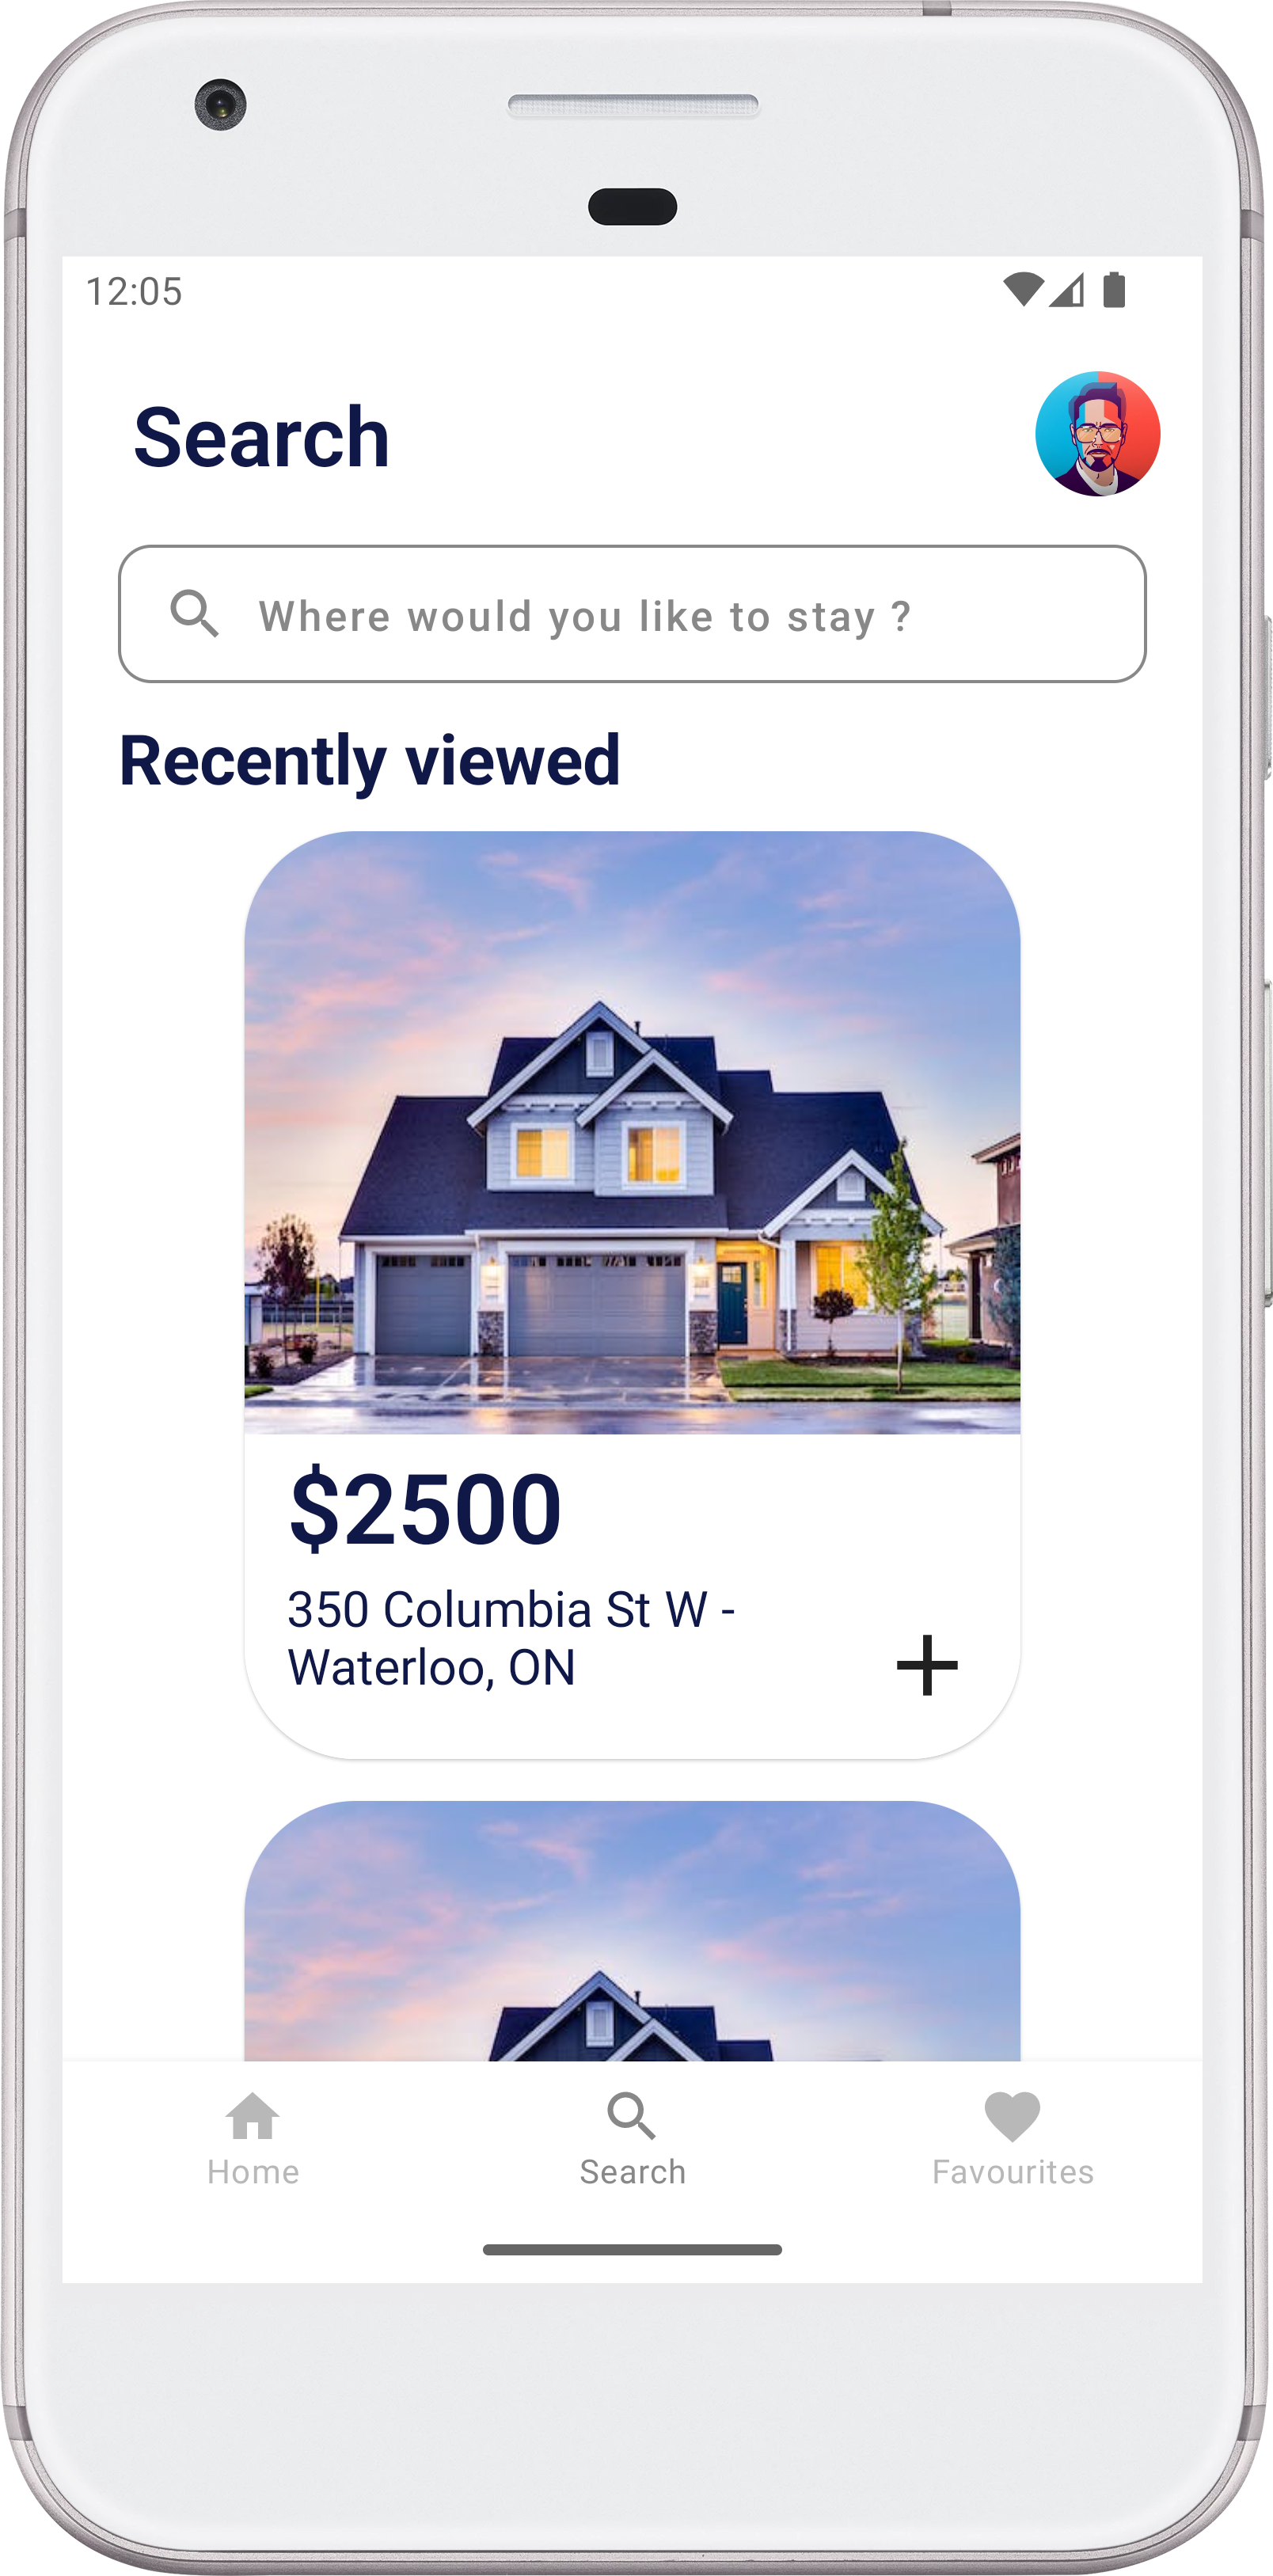 12:05
Search
Where would you like to stay ?
Recently viewed
$2500
350 Columbia St W -
Waterloo, ON
Home
Search
Favourites